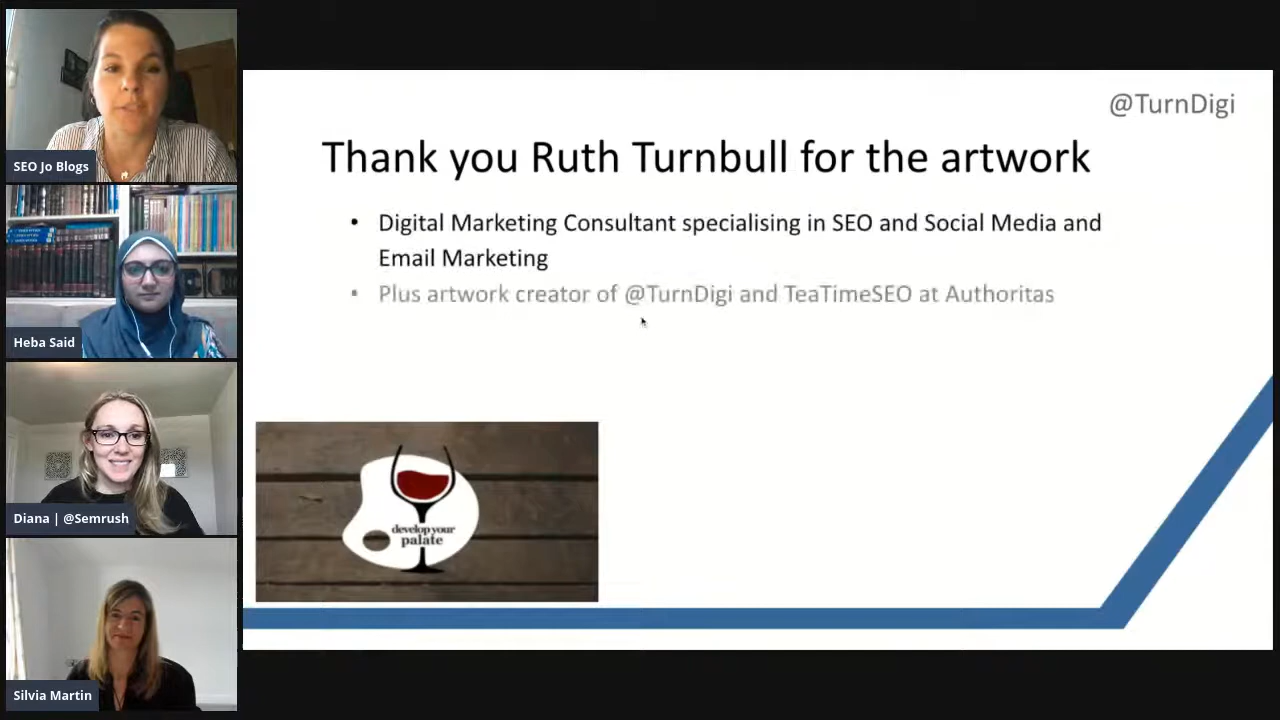 SEO Jo Blogs
Heba Said
Diana | @Semrush
Silvia Martin
@TurnDigi
Thank you Ruth Turnbull for the artwork
• Digital Marketing Consultant specialising in SEO and Social Media and
Email Marketing
• Plus artwork creator of @TurnDigi and TeaTimeSEO at Authoritas
develop your
palate